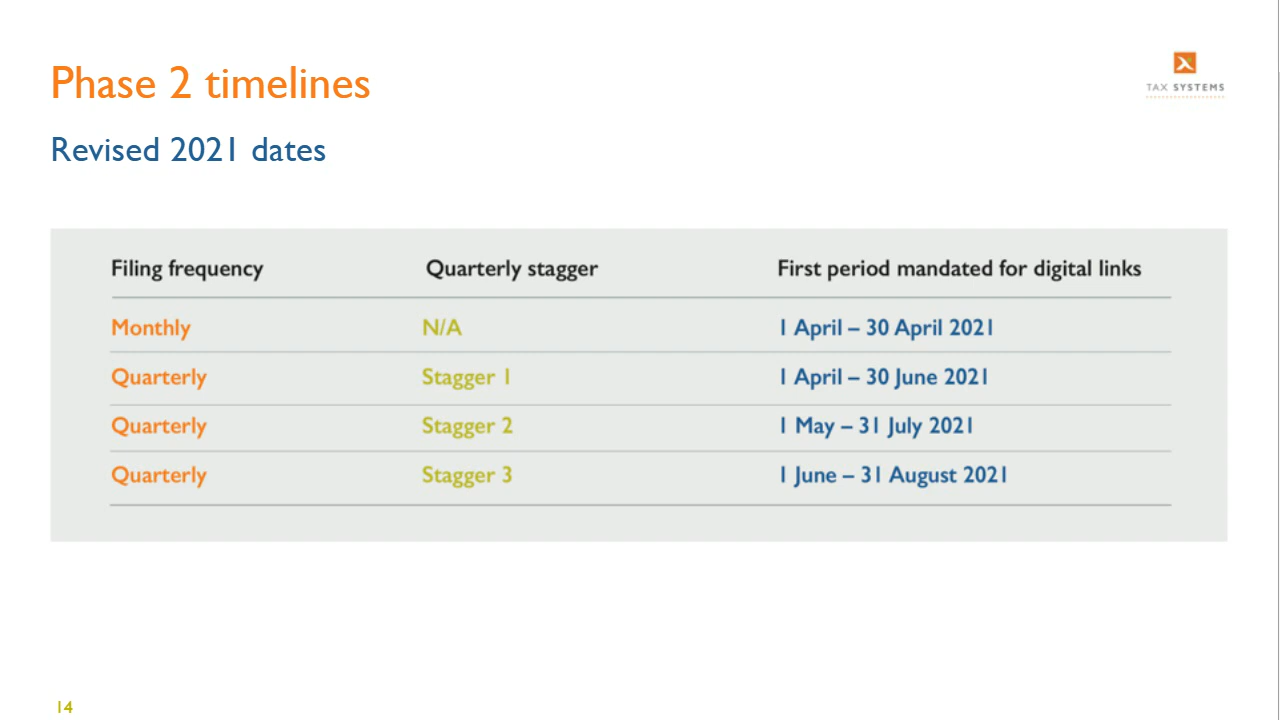 Phase 2 timelines
TAX SYSTEMS
Revised 2021 dates
Filing frequency Quarterly stagger First period mandated for digital links
Monthly N/A 1 April – 30 April 2021
Quarterly Stagger 1 1 April – 30 June 2021
Quarterly Stagger 2 1 May – 31 July 2021
Quarterly Stagger 3 1 June – 31 August 2021
14